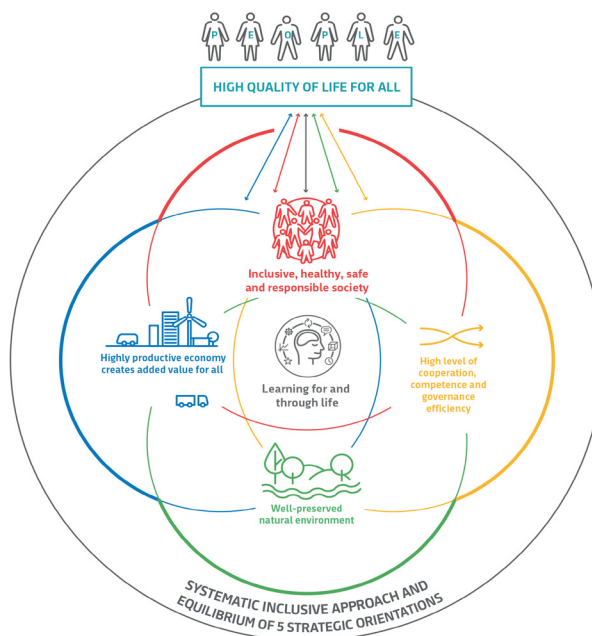 P E O P L E
HIGH QUALITY OF LIFE FOR ALL
Inclusive, healthy, safe
and responsible society
Highly productive economy
creates added value for all
Learning for and
through life
High level of
cooperation,
competence and
governance
efficiency
Well-preserved
natural environment
SYSTEMATIC INCLUSIVE APPROACH AND
EQUILIBRIUM OF 5 STRATEGIC ORIENTATIONS